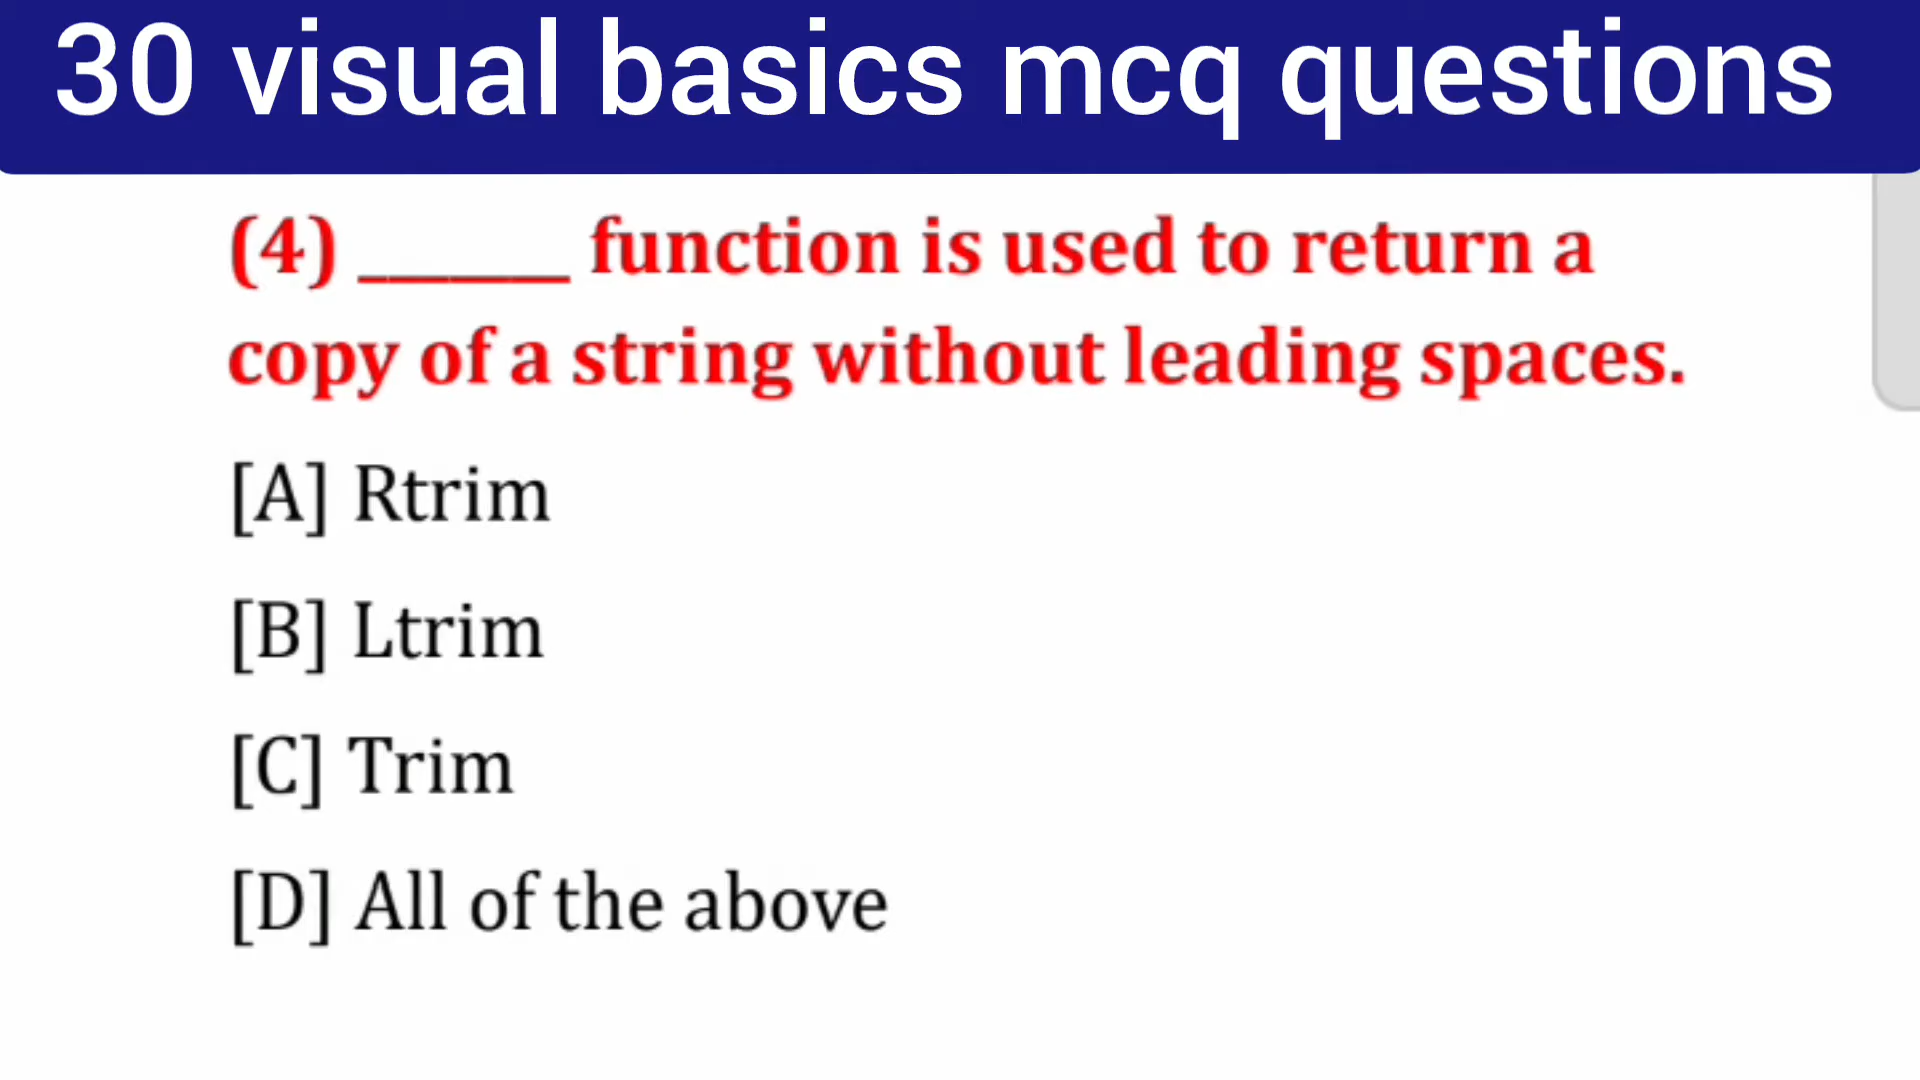 30 visual basics mcq questions
(4) ______ function is used to return a
copy of a string without leading spaces.
[A] Rtrim
[B] Ltrim
[C] Trim
[D] All of the above